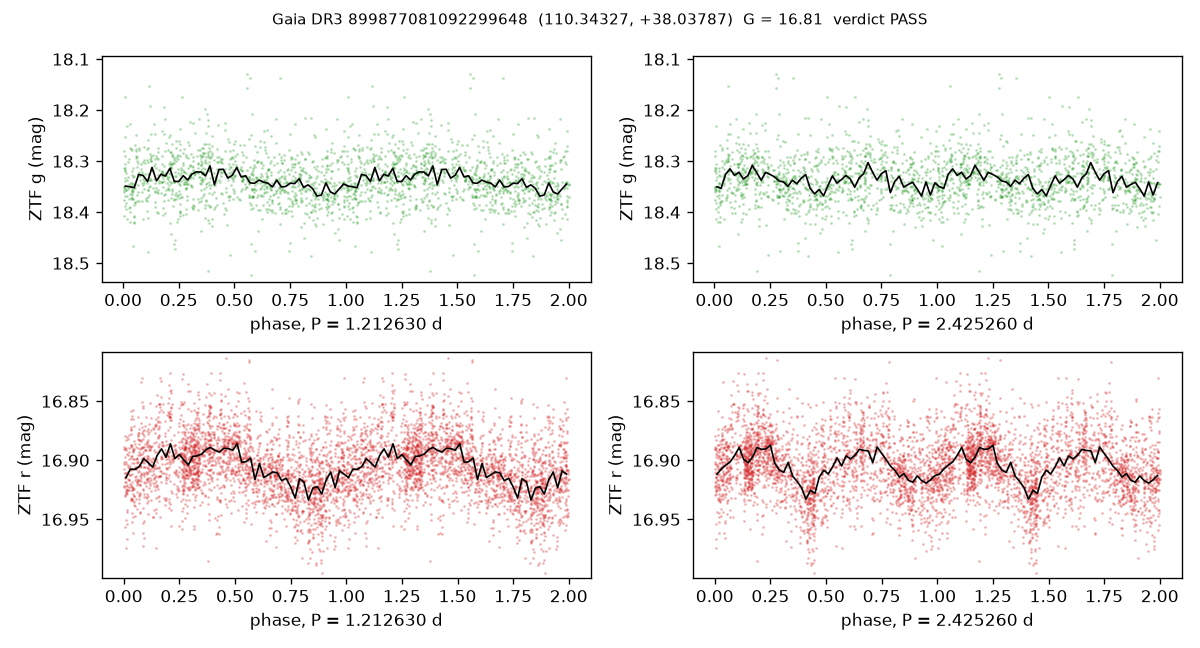 Gaia DR3 899877081092299648 (110.34327, +38.03787) G = 16.81 verdict PASS
18.1
18.2
18.3
18.4
18.5
ZTF g (mag)
0.00 0.25 0.50 0.75 1.00 1.25 1.50 1.75 2.00
phase, P = 1.212630 d
18.1
18.2
18.3
18.4
18.5
ZTF g (mag)
0.00 0.25 0.50 0.75 1.00 1.25 1.50 1.75 2.00
phase, P = 2.425260 d
16.85
16.90
16.95
ZTF r (mag)
0.00 0.25 0.50 0.75 1.00 1.25 1.50 1.75 2.00
phase, P = 1.212630 d
16.85
16.90
16.95
ZTF r (mag)
0.00 0.25 0.50 0.75 1.00 1.25 1.50 1.75 2.00
phase, P = 2.425260 d